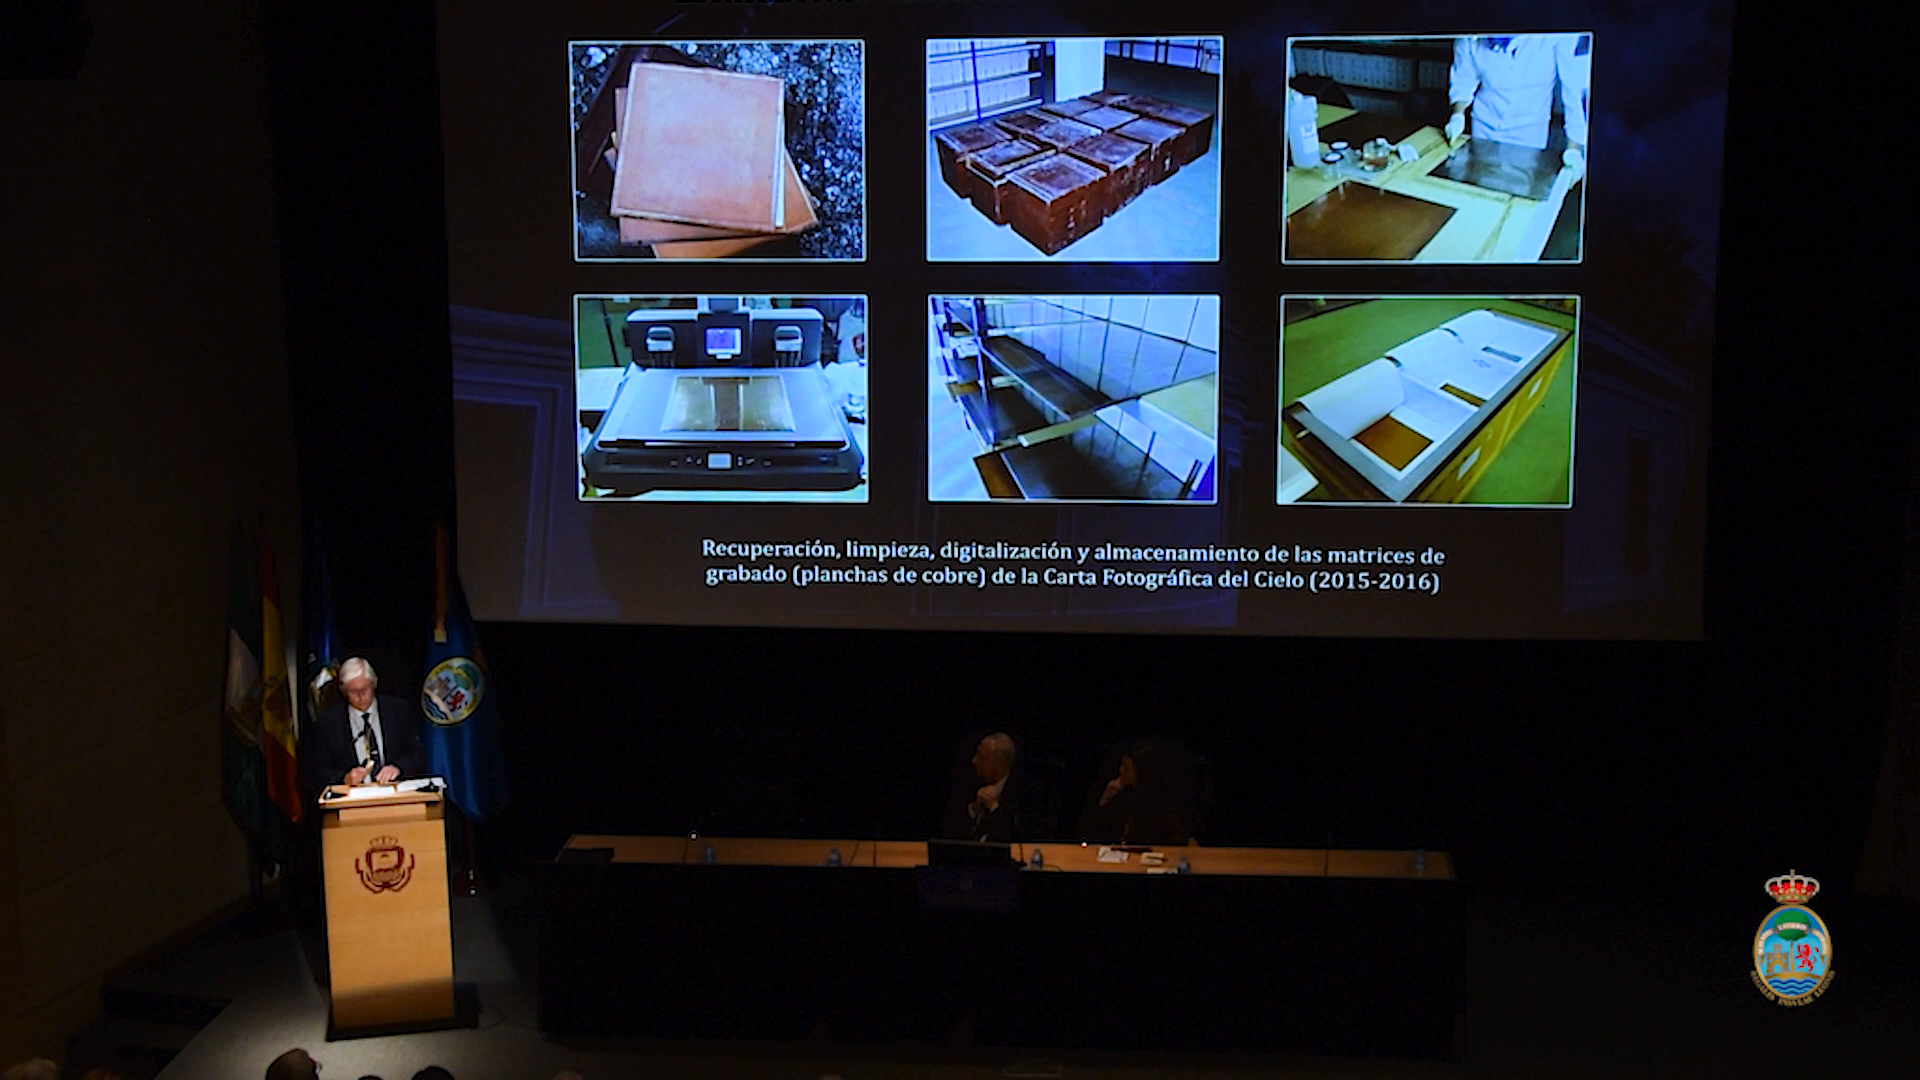 Recuperación, limpieza, digitalización y almacenamiento de las matrices de
grabado (planchas de cobre) de la Carta Fotográfica del Cielo (2015-2016)